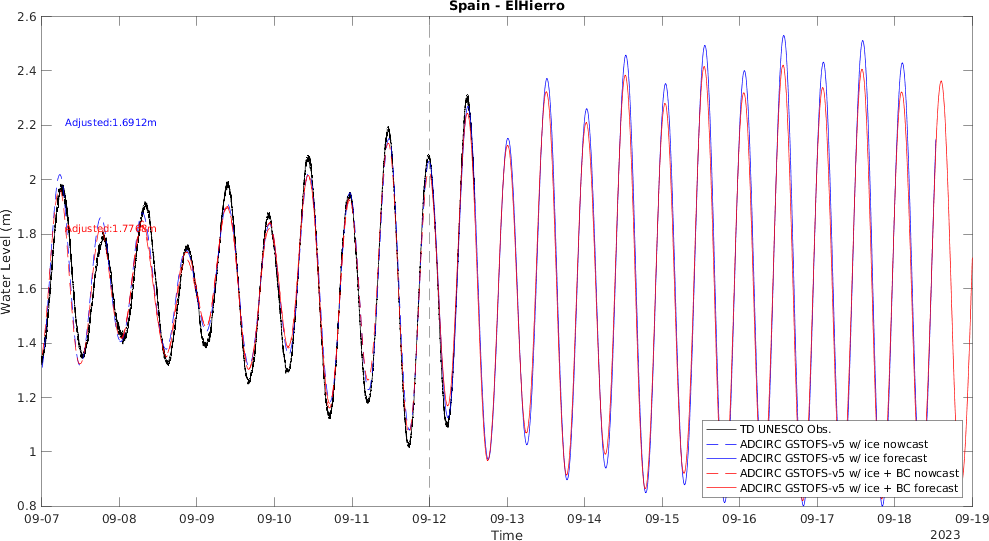 Spain - ElHierro
2.6
2.4
2.2
2
1.8
1.6
1.4
1.2
1
0.8
Water Level (m)
Adjusted:1.6912m
Adjusted:1.7768m
TD UNESCO Obs.
ADCIRC GSTOFS-v5 w/ ice nowcast
ADCIRC GSTOFS-v5 w/ ice forecast
ADCIRC GSTOFS-v5 w/ ice + BC nowcast
ADCIRC GSTOFS-v5 w/ ice + BC forecast
09-07 09-08 09-09 09-10 09-11 09-12 09-13 09-14 09-15 09-16 09-17 09-18 09-19
Time
2023